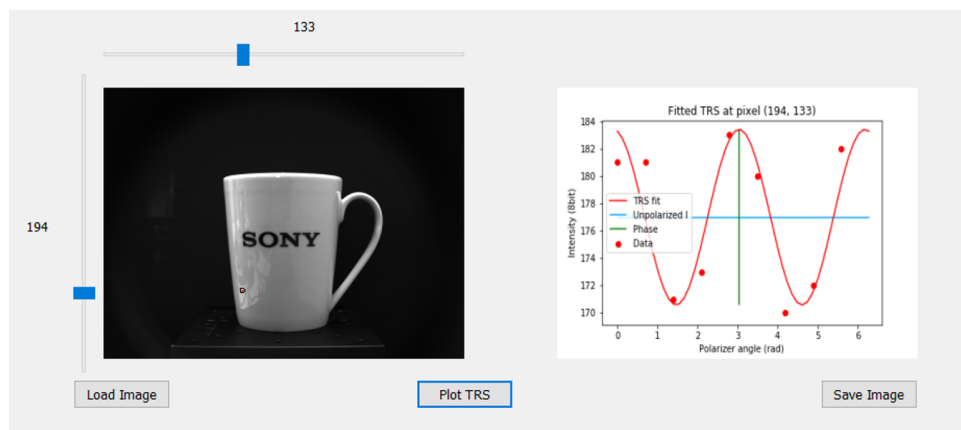 133
194
SONY
Fitted TRS at pixel (194, 133)
Intensity (8bit)
184
182
180
178
176
174
172
170
TRS fit
Unpolarized I
Phase
Data
0 1 2 3 4 5 6
Polarizer angle (rad)
Load Image
Plot TRS
Save Image